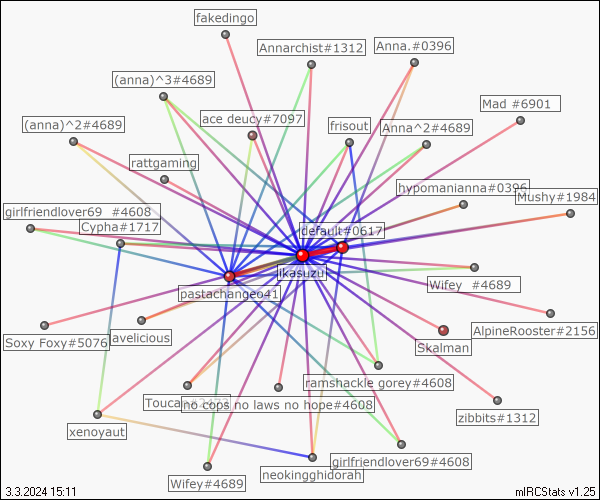 fakedingo
Annarchist#1312
Anna.#0396
(anna)^3#4689
Mad #6901
ace deucy#7097
(anna)^2#4689
frisout
Anna^2#4689
rattgaming
hypomanianna#0396
Mushy#1984
girlfriendlover69 #4608
Cypha#1717
default#0617
ikasuzu
Wifey #4689
pastachangeo41
AlpineRooster#2156
Soxy Foxy#5076
avelicious
Skalman
ramshackle gorey#4608
no cops no laws no hope#4608
zibbits#1312
xenoyaut
girlfriendlover69#4608
neokingghidorah
Wifey#4689
3.3.2024 15:11
mIRCStats v1.25